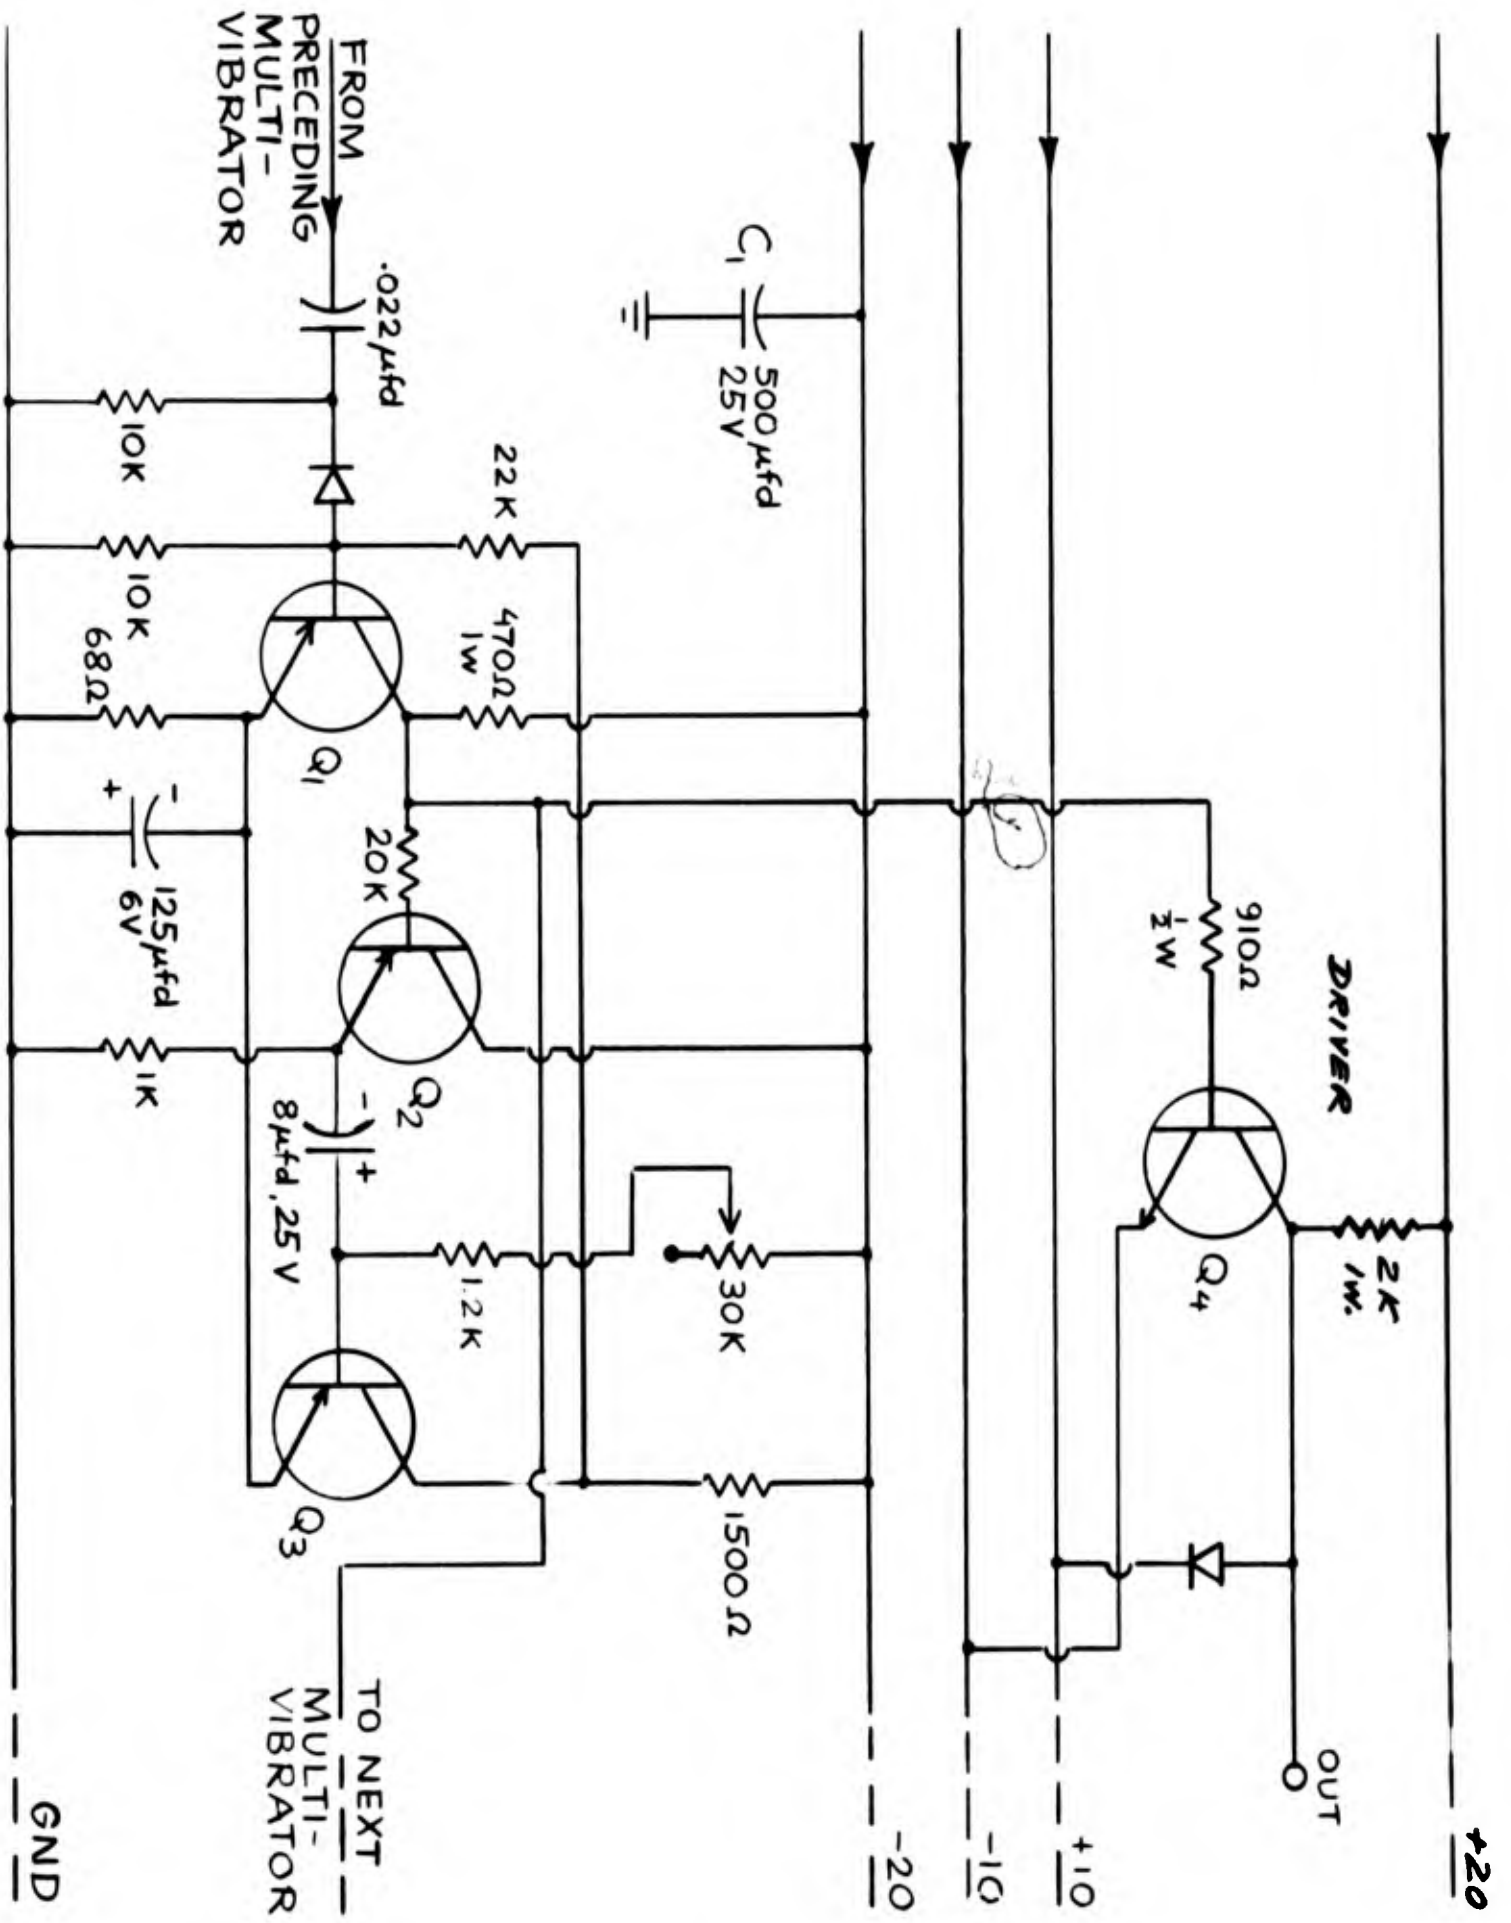 +20
DRIVER
2K
1W.
OUT
910Ω
½W
Q4
+10
-10
-20
C1
500μfd
25V
30K
1500Ω
22K
470Ω
1W
1.2K
FROM
PRECEDING
MULTI-
VIBRATOR
.022μfd
20K
Q2
Q1
-
+
8μfd, 25V
Q3
TO NEXT
MULTI-
VIBRATOR
10K
10K
68Ω
-
+
125μfd
6V
1K
GND